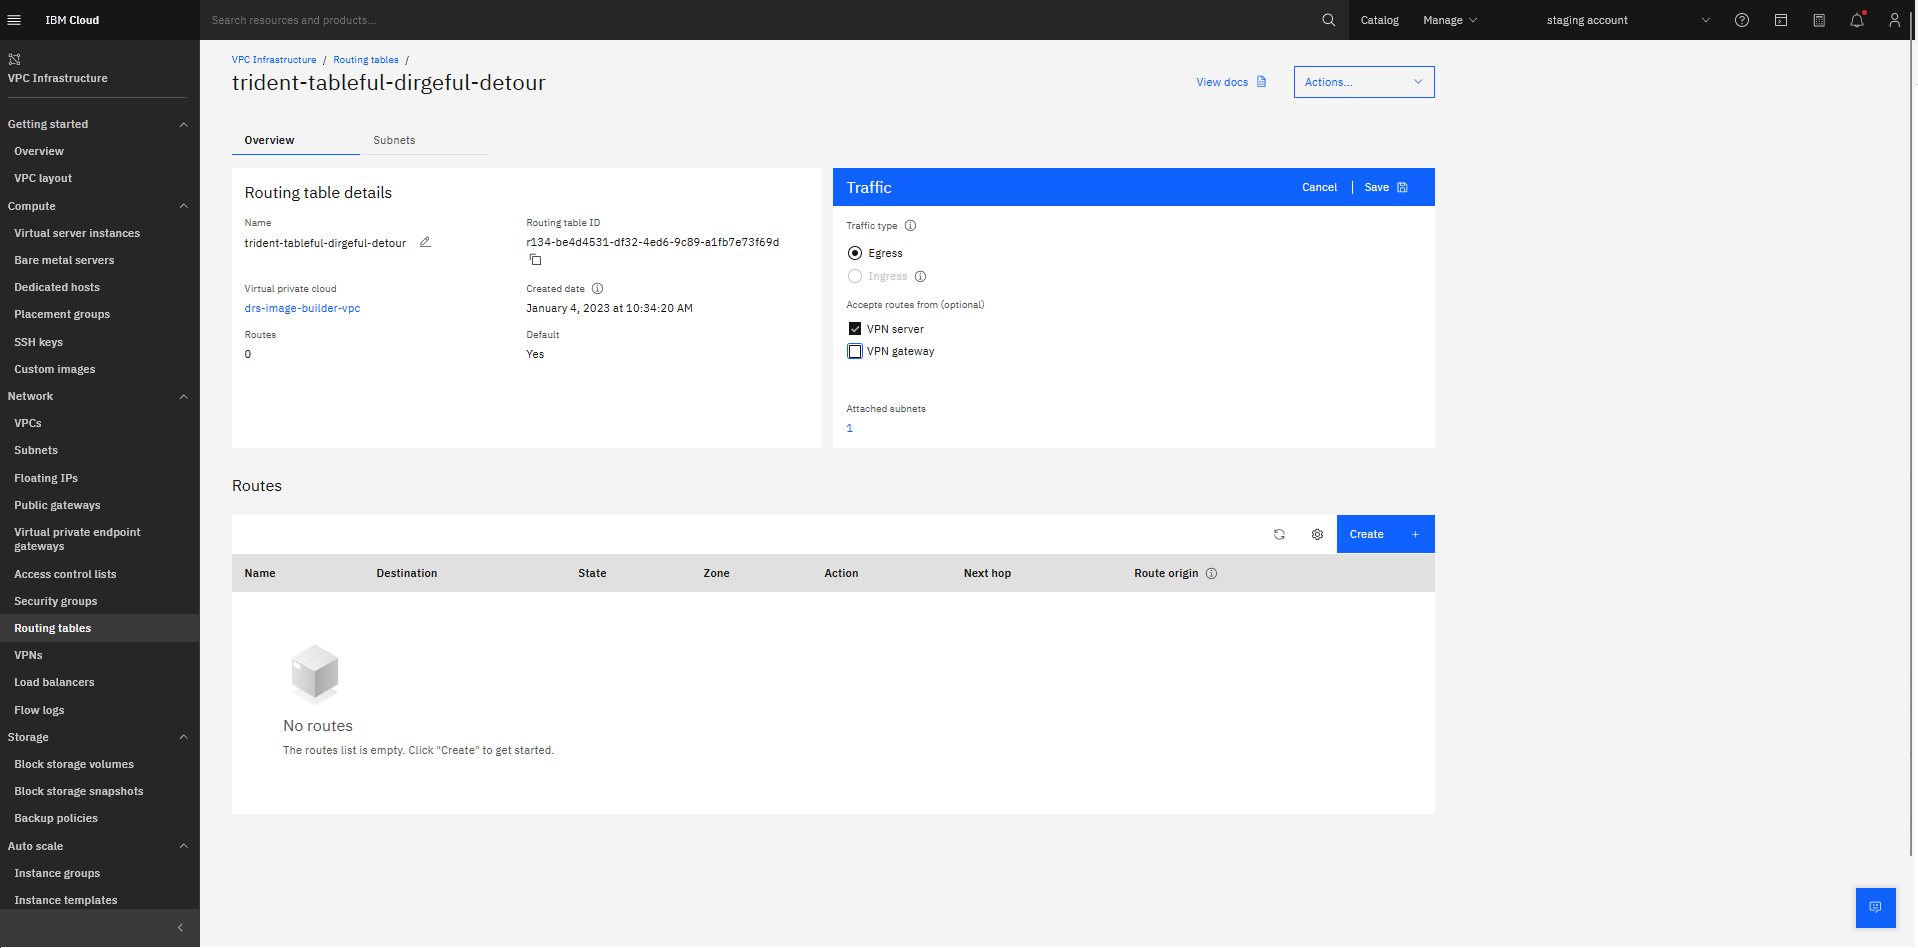 IBM Cloud
Search resources and products...
Catalog
Manage
staging account
VPC Infrastructure
Getting started
Overview
VPC layout
Compute
Virtual server instances
Bare metal servers
Dedicated hosts
Placement groups
SSH keys
Custom images
Network
VPCs
Subnets
Floating IPs
Public gateways
Virtual private endpoint
gateways
Access control lists
Security groups
Routing tables
VPNs
Load balancers
Flow logs
Storage
Block storage volumes
Block storage snapshots
Backup policies
Auto scale
Instance groups
Instance templates
VPC Infrastructure / Routing tables /
trident-tableful-dirgeful-detour
View docs
Actions...
Overview
Subnets
Routing table details
Name
trident-tableful-dirgeful-detour
Routing table ID
r134-be4d4531-df32-4ed6-9c89-a1fb7e73f69d
Virtual private cloud
drs-image-builder-vpc
Created date
January 4, 2023 at 10:34:20 AM
Routes
0
Default
Yes
Traffic
Cancel | Save
Traffic type
Egress
Ingress
Accepts routes from (optional)
VPN server
VPN gateway
Attached subnets
1
Routes
Create +
Name Destination State Zone Action Next hop Route origin
No routes
The routes list is empty. Click "Create" to get started.